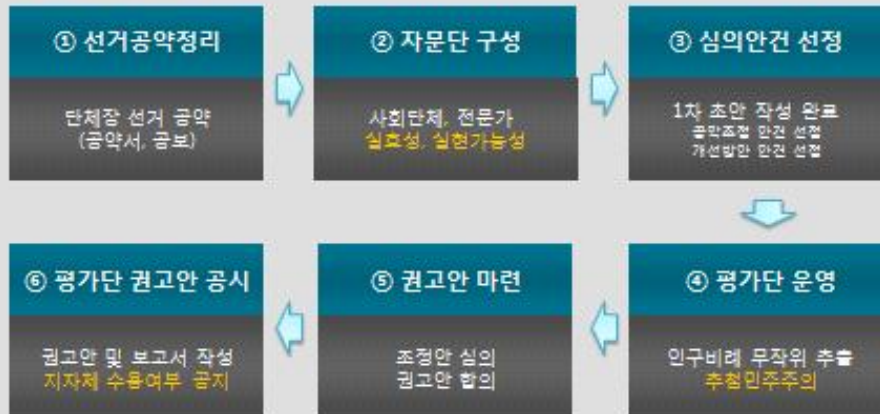 ① 선거공약정리
단체장 선거 공약
(공약서, 공보)
② 자문단 구성
사회단체, 전문가
실효성, 실현가능성
③ 심의안건 선정
1차 초안 작성 완료
공약조정 안건 선정
개선방안 안건 선정
④ 평가단 운영
인구비례 무작위 추출
추첨민주주의
⑤ 권고안 마련
조정안 심의
권고안 합의
⑥ 평가단 권고안 공시
권고안 및 보고서 작성
지자체 수용여부 공지